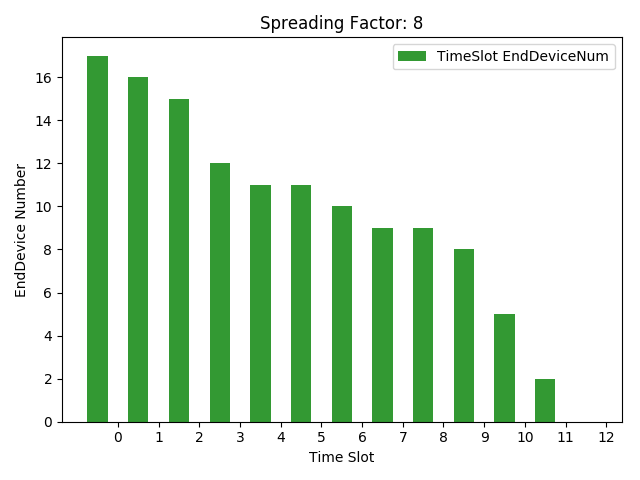 Spreading Factor: 8
TimeSlot EndDeviceNum
EndDevice Number
16
14
12
10
8
6
4
2
0
0 1 2 3 4 5 6 7 8 9 10 11 12
Time Slot